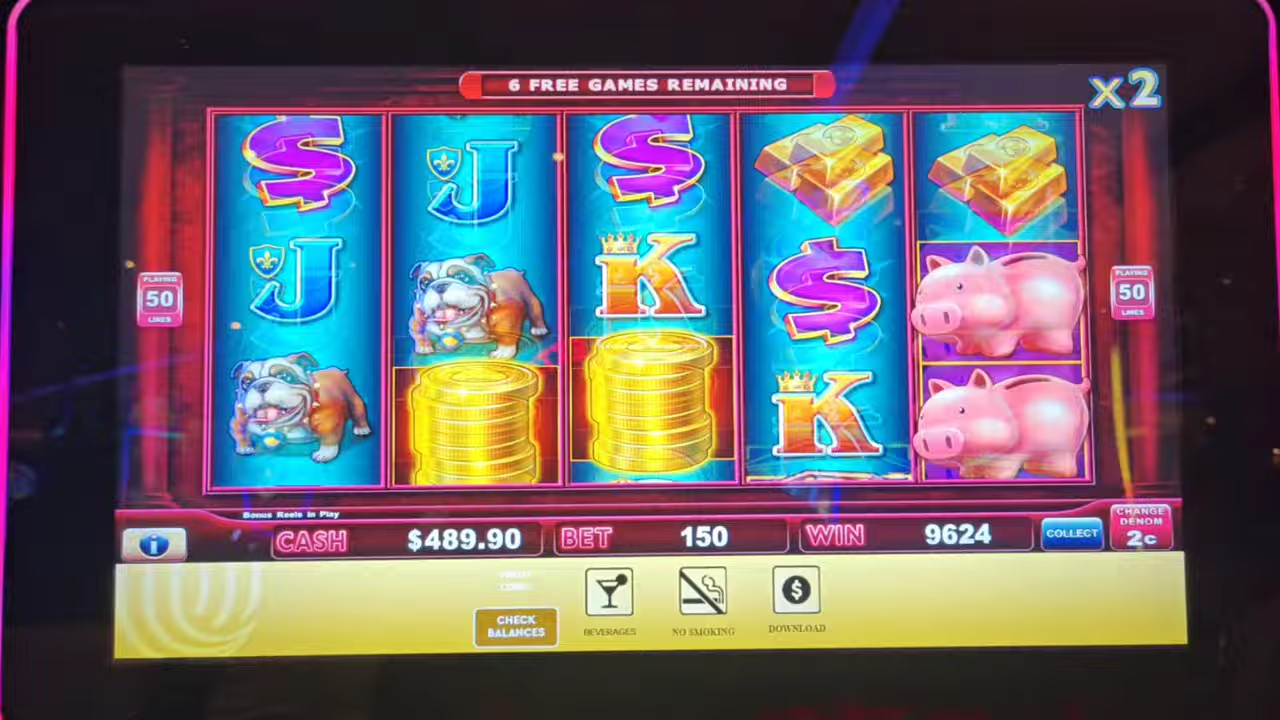 6 FREE GAMES REMAINING
x2
$ J $
J K $
K
PLAYING
50
LINES
PLAYING
50
LINES
Bonus Reels In Play
CASH $489.90 BET 150 WIN 9624 COLLECT
CHANGE
DENOM
2c
i
CHECK
BALANCES
BEVERAGES NO SMOKING DOWNLOAD
$